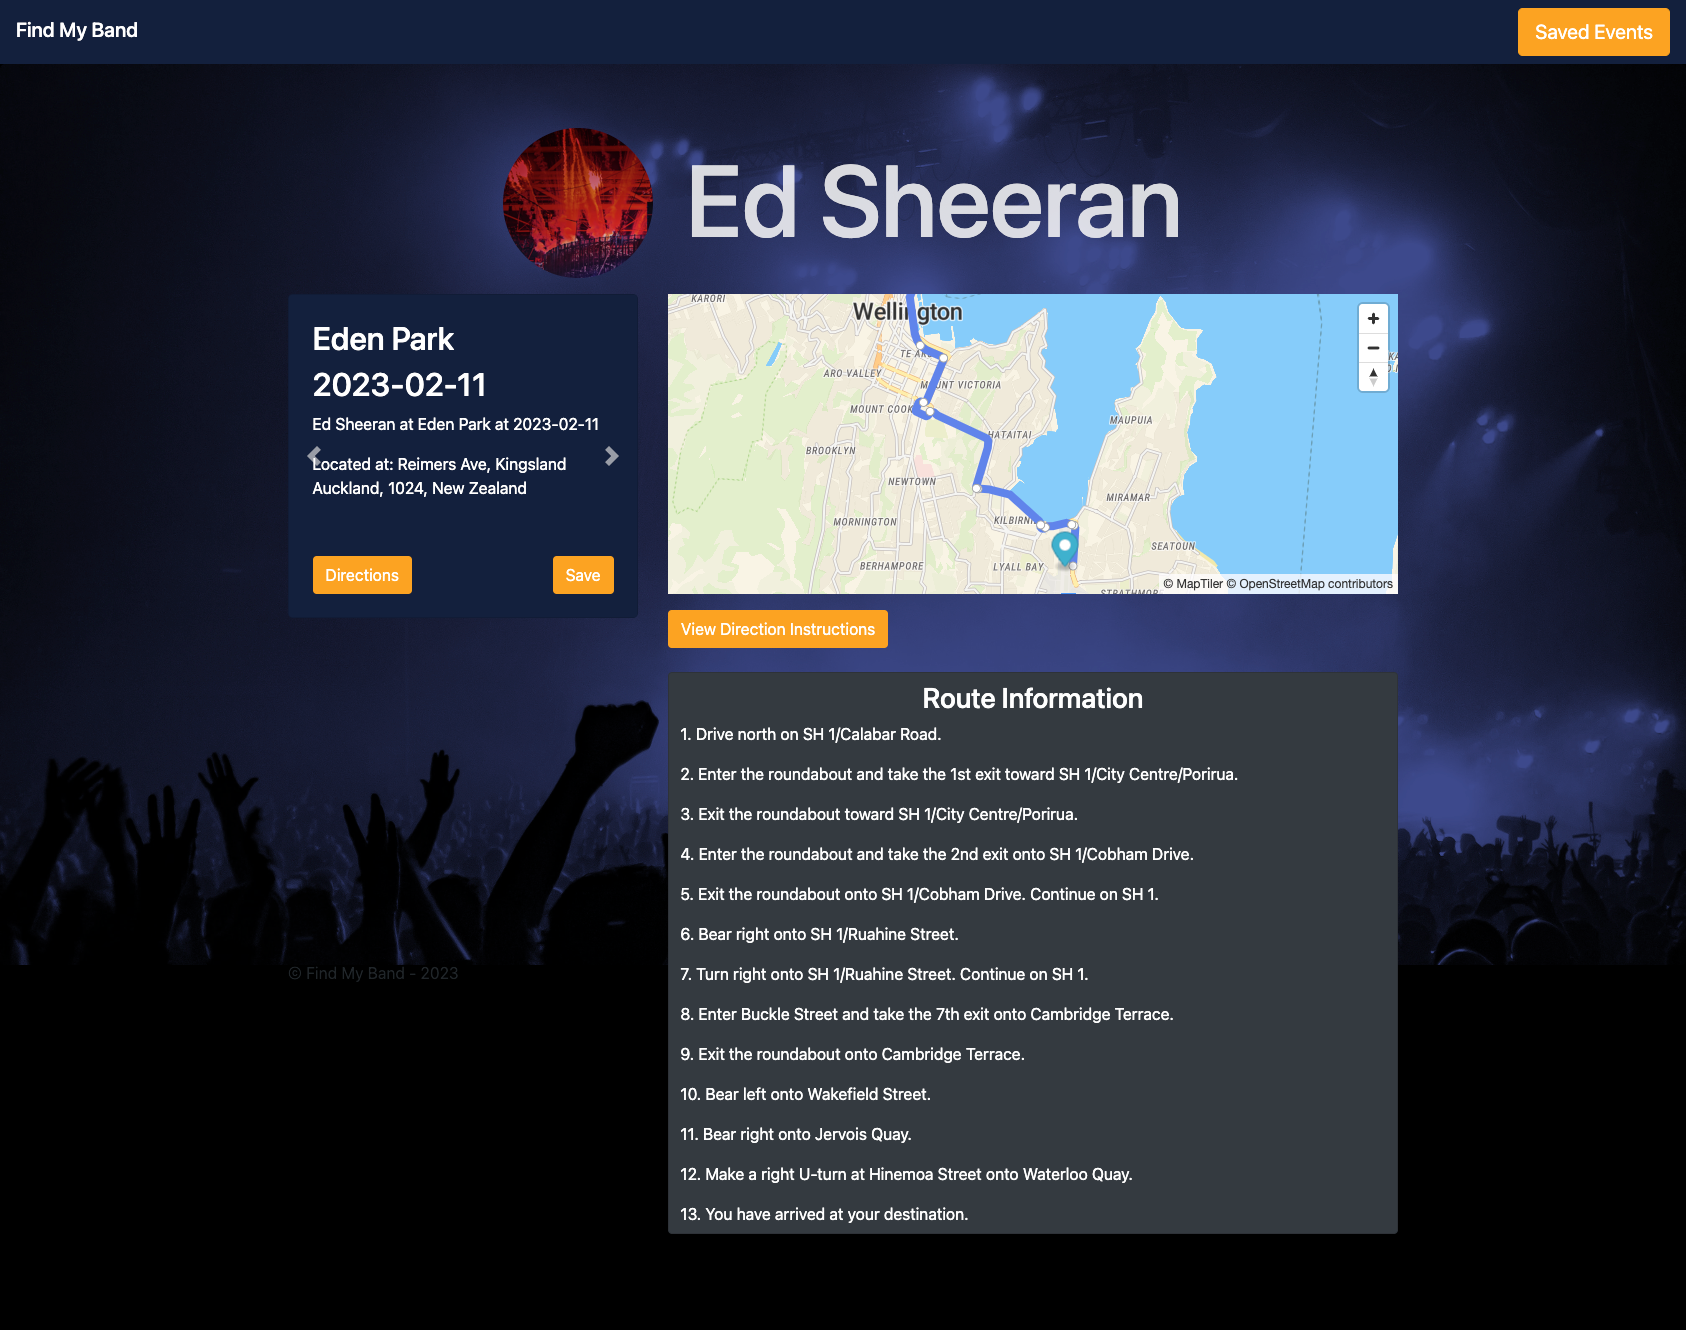 Find My Band
Saved Events
Ed Sheeran
Eden Park
2023-02-11
Ed Sheeran at Eden Park at 2023-02-11
Located at: Reimers Ave, Kingsland
Auckland, 1024, New Zealand
Directions
Save
KARORI
Wellington
TE AR
ARO VALLEY
MOUNT VICTORIA
MOUNT COOK
HATAITAI
MAUPUIA
BROOKLYN
NEWTOWN
MIRAMAR
MORNINGTON
KILBIRNI
SEATOUN
BERHAMPORE
LYALL BAY
STRATHMOR
© MapTiler © OpenStreetMap contributors
View Direction Instructions
Route Information
1. Drive north on SH 1/Calabar Road.
2. Enter the roundabout and take the 1st exit toward SH 1/City Centre/Porirua.
3. Exit the roundabout toward SH 1/City Centre/Porirua.
4. Enter the roundabout and take the 2nd exit onto SH 1/Cobham Drive.
5. Exit the roundabout onto SH 1/Cobham Drive. Continue on SH 1.
6. Bear right onto SH 1/Ruahine Street.
7. Turn right onto SH 1/Ruahine Street. Continue on SH 1.
8. Enter Buckle Street and take the 7th exit onto Cambridge Terrace.
9. Exit the roundabout onto Cambridge Terrace.
10. Bear left onto Wakefield Street.
11. Bear right onto Jervois Quay.
12. Make a right U-turn at Hinemoa Street onto Waterloo Quay.
13. You have arrived at your destination.
© Find My Band - 2023